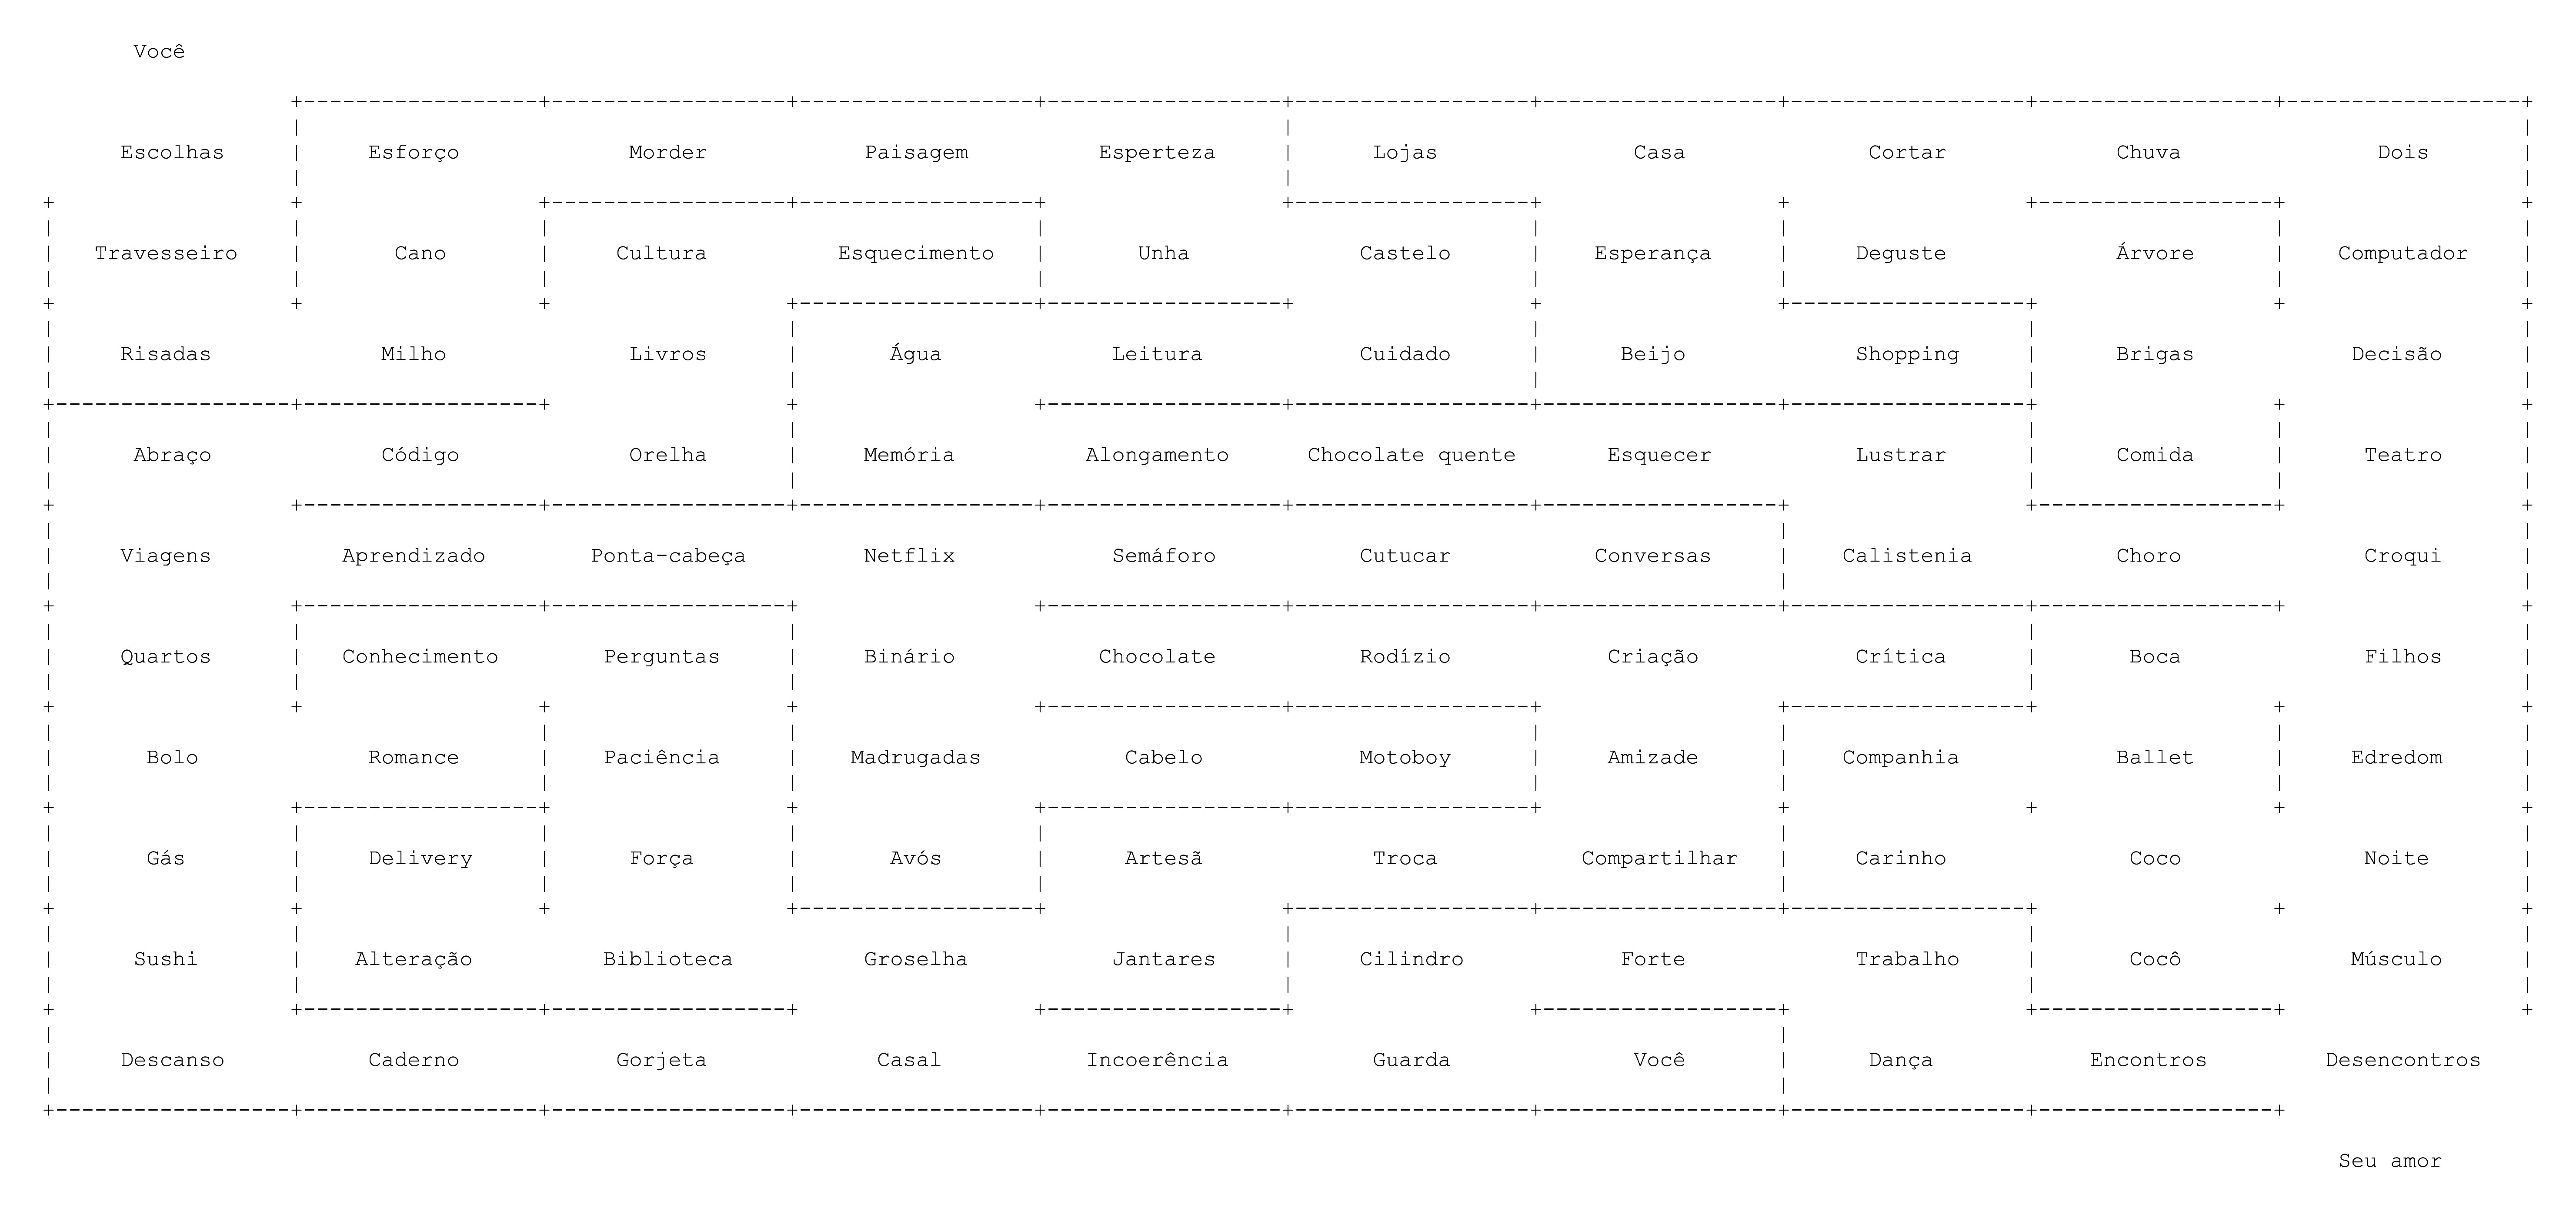 Você
Escolhas Esforço Morder Paisagem Esperteza Lojas Casa Cortar Chuva Dois
Travesseiro Cano Cultura Esquecimento Unha Castelo Esperança Deguste Árvore Computador
Risadas Milho Livros Água Leitura Cuidado Beijo Shopping Brigas Decisão
Abraço Código Orelha Memória Alongamento Chocolate quente Esquecer Lustrar Comida Teatro
Viagens Aprendizado Ponta-cabeça Netflix Semáforo Cutucar Conversas Calistenia Choro Croqui
Quartos Conhecimento Perguntas Binário Chocolate Rodízio Criação Crítica Boca Filhos
Bolo Romance Paciência Madrugadas Cabelo Motoboy Amizade Companhia Ballet Edredom
Gás Delivery Força Avós Artesã Troca Compartilhar Carinho Coco Noite
Sushi Alteração Biblioteca Groselha Jantares Cilindro Forte Trabalho Cocô Músculo
Descanso Caderno Gorjeta Casal Incoerência Guarda Você Dança Encontros Desencontros
Seu amor